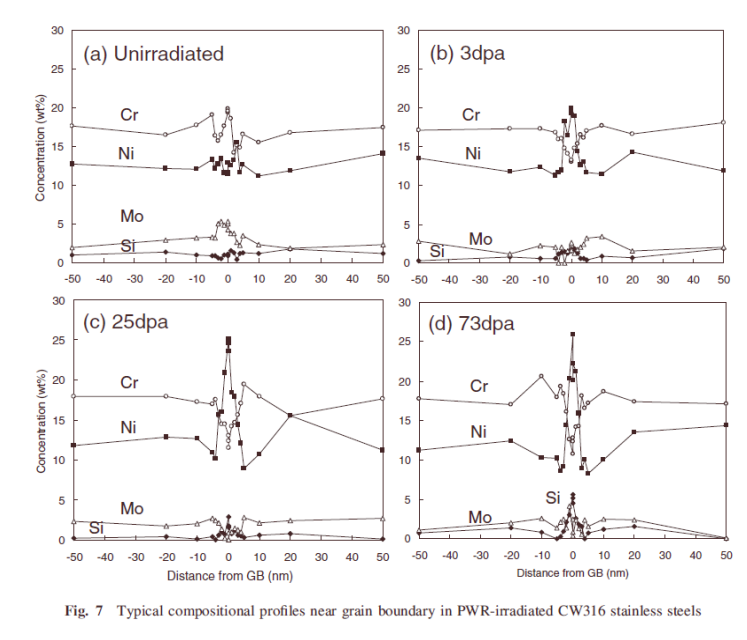 (a) Unirradiated
30
25
20
15
10
5
0
Concentration (wt%)
Cr
Ni
Mo
Si
-50 -40 -30 -20 -10 0 10 20 30 40 50
(b) 3dpa
30
25
20
15
10
5
0
Cr
Ni
Mo
Si
-50 -40 -30 -20 -10 0 10 20 30 40 50
(c) 25dpa
30
25
20
15
10
5
0
Concentration (wt%)
Cr
Ni
Mo
Si
-50 -40 -30 -20 -10 0 10 20 30 40 50
Distance from GB (nm)
(d) 73dpa
30
25
20
15
10
5
0
Cr
Ni
Si
Mo
-50 -40 -30 -20 -10 0 10 20 30 40 50
Distance from GB (nm)
Fig. 7 Typical compositional profiles near grain boundary in PWR-irradiated CW316 stainless steels